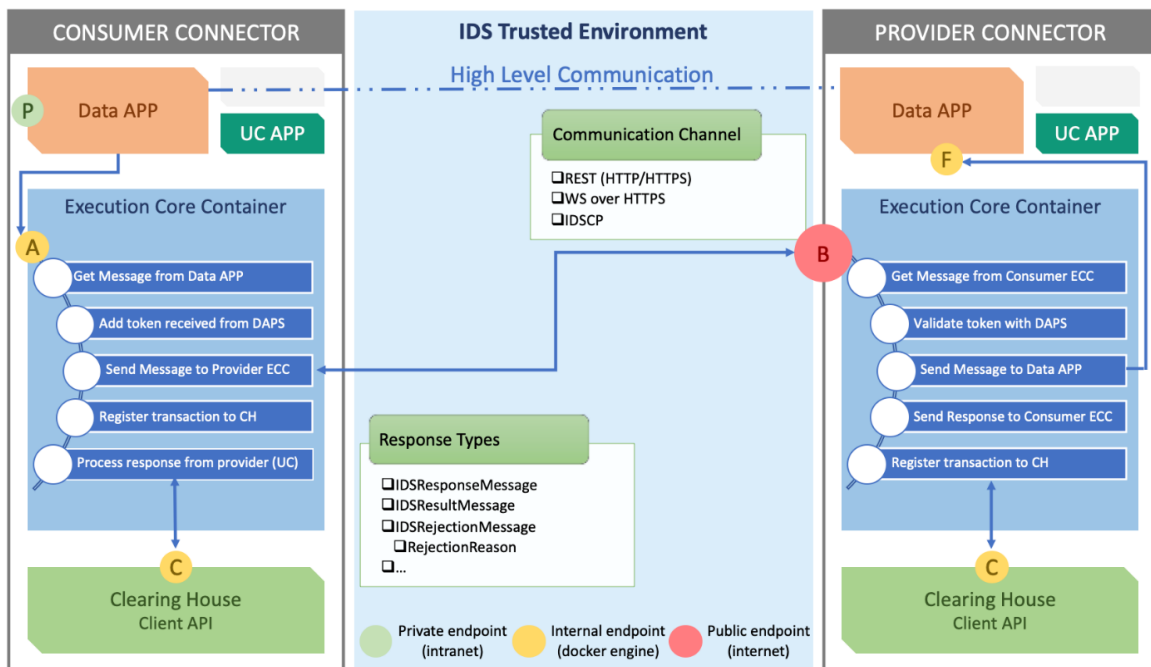 CONSUMER CONNECTOR
P
Data APP
UC APP
Execution Core Container
A
Get Message from Data APP
Add token received from DAPS
Send Message to Provider ECC
Register transaction to CH
Process response from provider (UC)
C
Clearing House
Client API
IDS Trusted Environment
High Level Communication
Communication Channel
❑REST (HTTP/HTTPS)
❑WS over HTTPS
❑IDSCP
Response Types
❑IDSResponseMessage
❑IDSResultMessage
❑IDSRejectionMessage
❑RejectionReason
❑...
Private endpoint
(intranet)
Internal endpoint
(docker engine)
Public endpoint
(internet)
PROVIDER CONNECTOR
Data APP
UC APP
F
Execution Core Container
B
Get Message from Consumer ECC
Validate token with DAPS
Send Message to Data APP
Send Response to Consumer ECC
Register transaction to CH
C
Clearing House
Client API